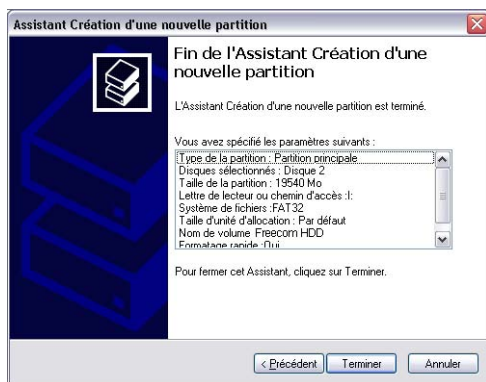 Assistant Création d'une nouvelle partition
Fin de l'Assistant Création d'une
nouvelle partition
L'Assistant Création d'une nouvelle partition est terminé.
Vous avez spécifié les paramètres suivants :
Type de la partition : Partition principale
Disques sélectionnés : Disque 2
Taille de la partition : 19540 Mo
Lettre de lecteur ou chemin d'accès :I:
Système de fichiers :FAT32
Taille d'unité d'allocation : Par défaut
Nom de volume Freecom HDD
Formatage rapide :Oui
Pour fermer cet Assistant, cliquez sur Terminer.
< Précédent
Terminer
Annuler